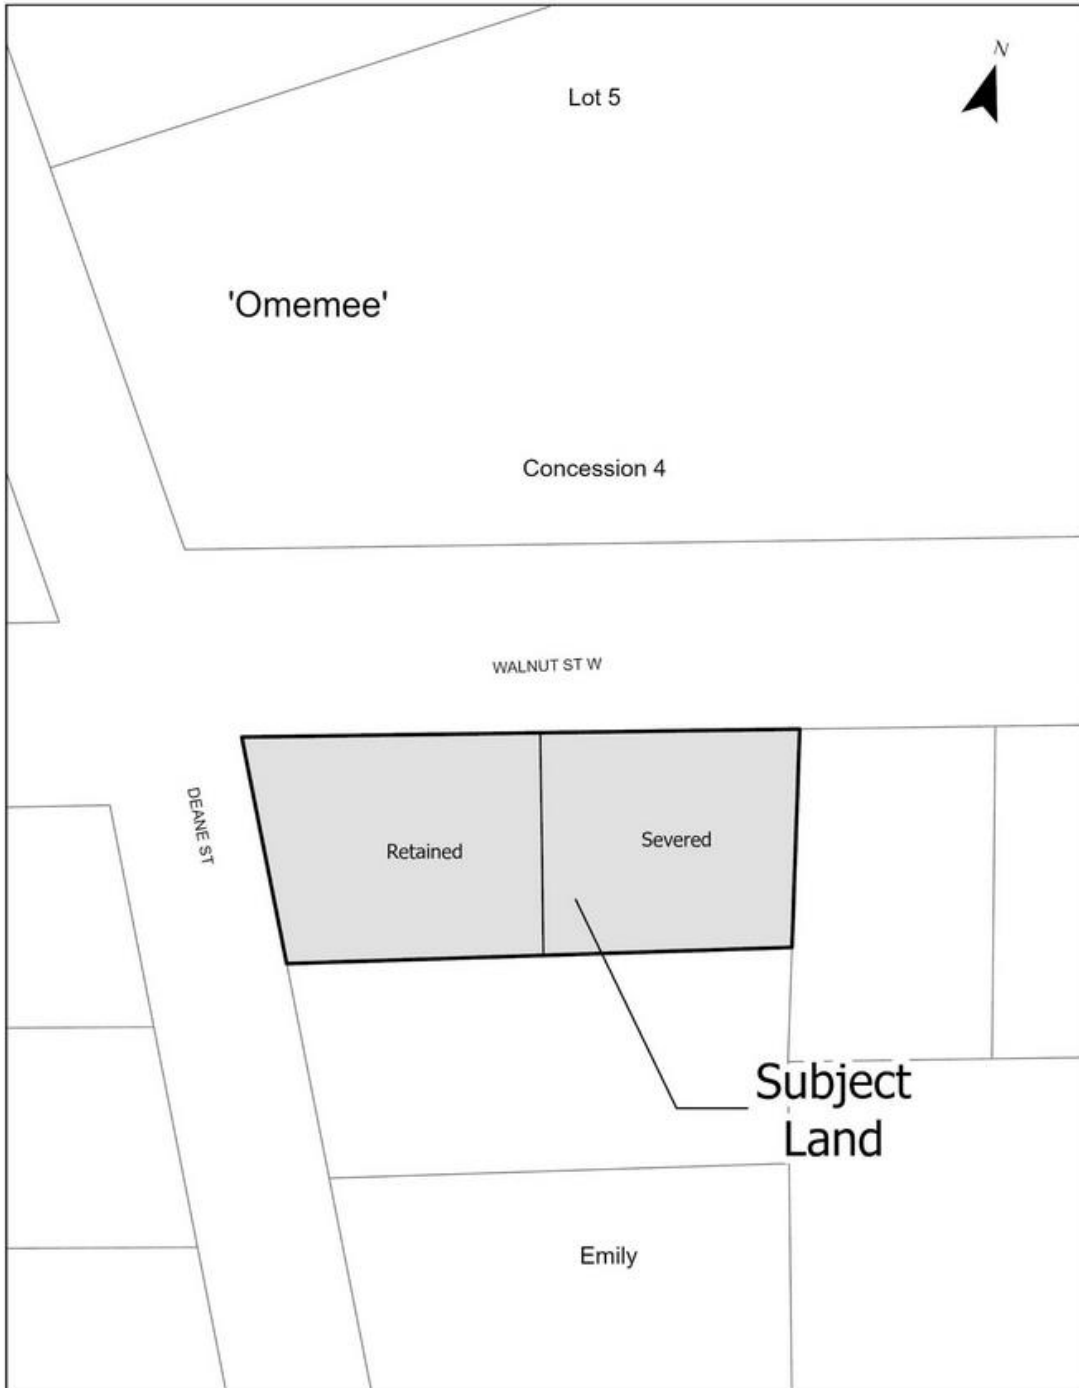 N
Lot 5
'Omemee'
Concession 4
WALNUT ST W
DEANE ST
Retained
Severed
Subject
Land
Emily